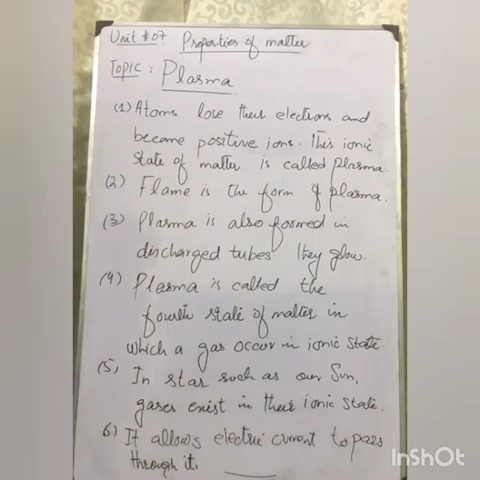 Unit #07 Properties of matter
Topic : Plasma
(1) Atoms lose their electrons and
become positive ions. This ionic
state of matter is called plasma.
(2) Flame is the form of plasma.
(3) Plasma is also formed in
discharged tubes. They glow.
(4) Plasma is called the
fourth state of matter in
which a gas occur in ionic state.
(5) In star such as our Sun,
gases exist in their ionic state.
6) It allows electric current to pass
through it.
InShOt